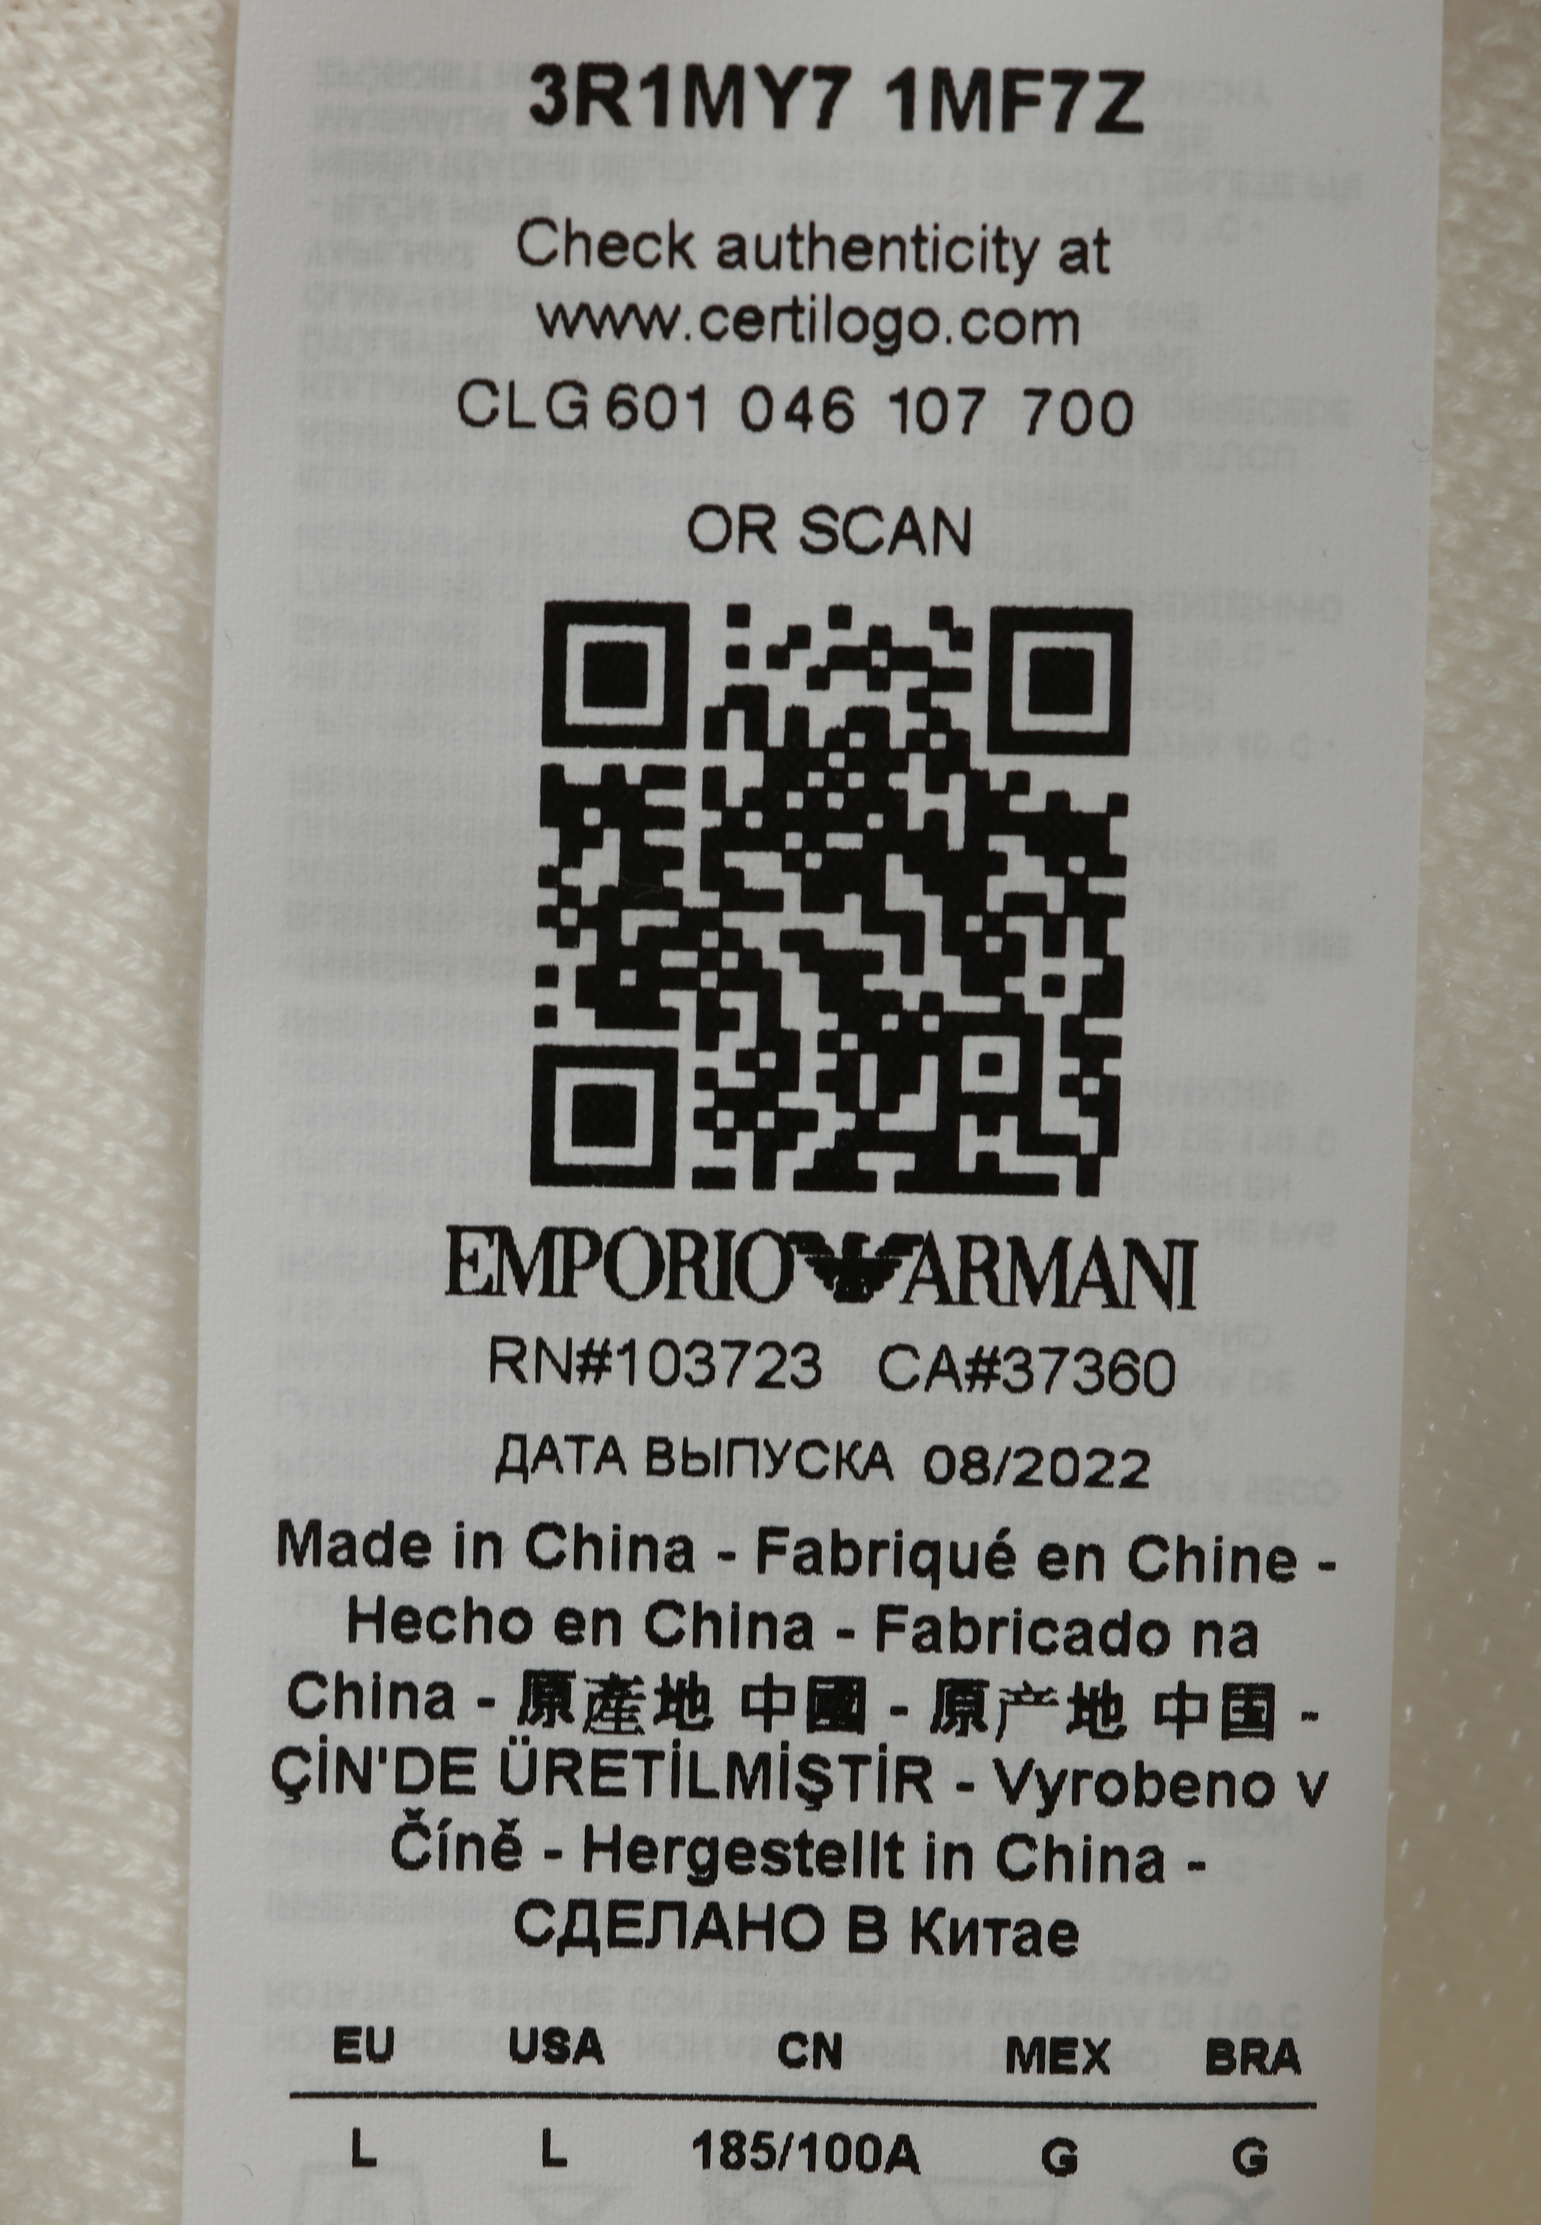 3R1MY7 1MF7Z
Check authenticity at
www.certilogo.com
CLG 601 046 107 700
OR SCAN
EMPORIO ARMANI
RN#103723 CA#37360
ДАТА ВЫПУСКА 08/2022
Made in China - Fabriqué en Chine -
Hecho en China - Fabricado na
China - 原産地 中國 - 原产地 中国 -
ÇİN'DE ÜRETİLMİŞTİR - Vyrobeno v
Číně - Hergestellt in China -
СДЕЛАНО В Китае
EU USA CN MEX BRA
L L 185/100A G G